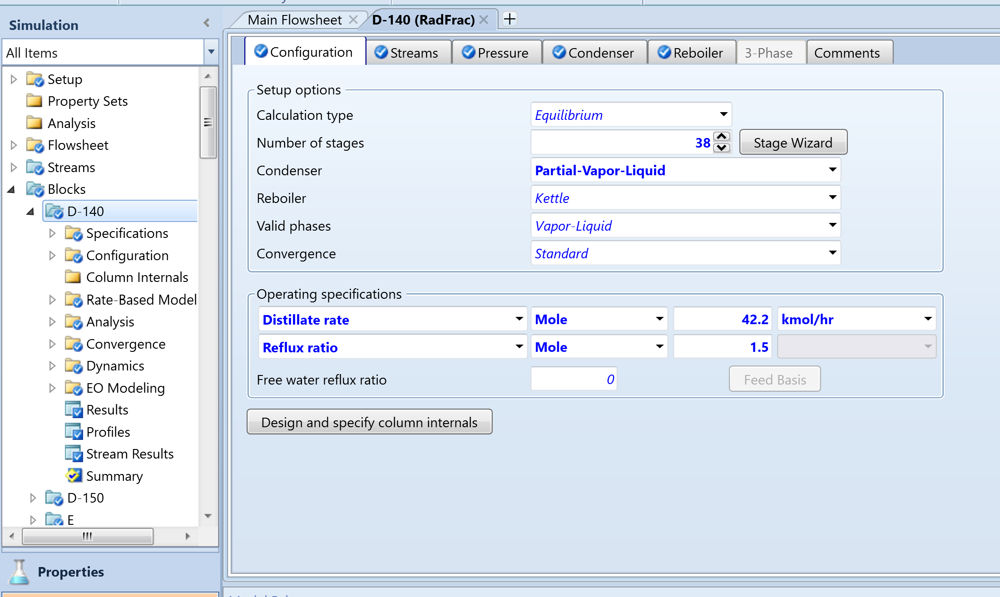 Simulation
All Items
Setup
Property Sets
Analysis
Flowsheet
Streams
Blocks
D-140
Specifications
Configuration
Column Internals
Rate-Based Model
Analysis
Convergence
Dynamics
EO Modeling
Results
Profiles
Stream Results
Summary
D-150
E
Properties
Main Flowsheet
D-140 (RadFrac)
Configuration
Streams
Pressure
Condenser
Reboiler
3-Phase
Comments
Setup options
Calculation type Equilibrium
Number of stages 38 Stage Wizard
Condenser Partial-Vapor-Liquid
Reboiler Kettle
Valid phases Vapor-Liquid
Convergence Standard
Operating specifications
Distillate rate Mole 42.2 kmol/hr
Reflux ratio Mole 1.5
Free water reflux ratio 0 Feed Basis
Design and specify column internals